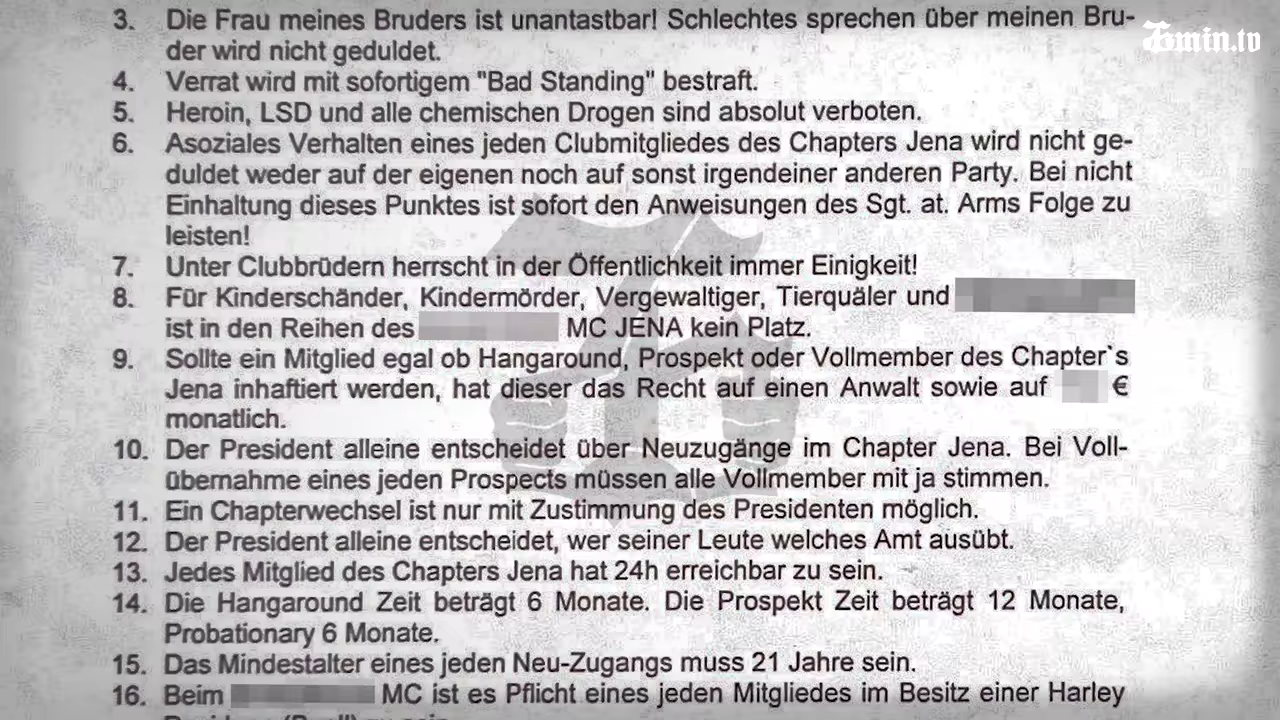 3. Die Frau meines Bruders ist unantastbar! Schlechtes sprechen über meinen Bru-
der wird nicht geduldet.
4. Verrat wird mit sofortigem "Bad Standing" bestraft.
5. Heroin, LSD und alle chemischen Drogen sind absolut verboten.
6. Asoziales Verhalten eines jeden Clubmitgliedes des Chapters Jena wird nicht ge-
duldet weder auf der eigenen noch auf sonst irgendeiner anderen Party. Bei nicht
Einhaltung dieses Punktes ist sofort den Anweisungen des Sgt. at. Arms Folge zu
leisten!
7. Unter Clubbrüdern herrscht in der Öffentlichkeit immer Einigkeit!
8. Für Kinderschänder, Kindermörder, Vergewaltiger, Tierquäler und
ist in den Reihen des MC JENA kein Platz.
9. Sollte ein Mitglied egal ob Hangaround, Prospekt oder Vollmember des Chapter`s
Jena inhaftiert werden, hat dieser das Recht auf einen Anwalt sowie auf €
monatlich.
10. Der President alleine entscheidet über Neuzugänge im Chapter Jena. Bei Voll-
übernahme eines jeden Prospects müssen alle Vollmember mit ja stimmen.
11. Ein Chapterwechsel ist nur mit Zustimmung des Presidenten möglich.
12. Der President alleine entscheidet, wer seiner Leute welches Amt ausübt.
13. Jedes Mitglied des Chapters Jena hat 24h erreichbar zu sein.
14. Die Hangaround Zeit beträgt 6 Monate. Die Prospekt Zeit beträgt 12 Monate,
Probationary 6 Monate.
15. Das Mindestalter eines jeden Neu-Zugangs muss 21 Jahre sein.
16. Beim MC ist es Pflicht eines jeden Mitgliedes im Besitz einer Harley